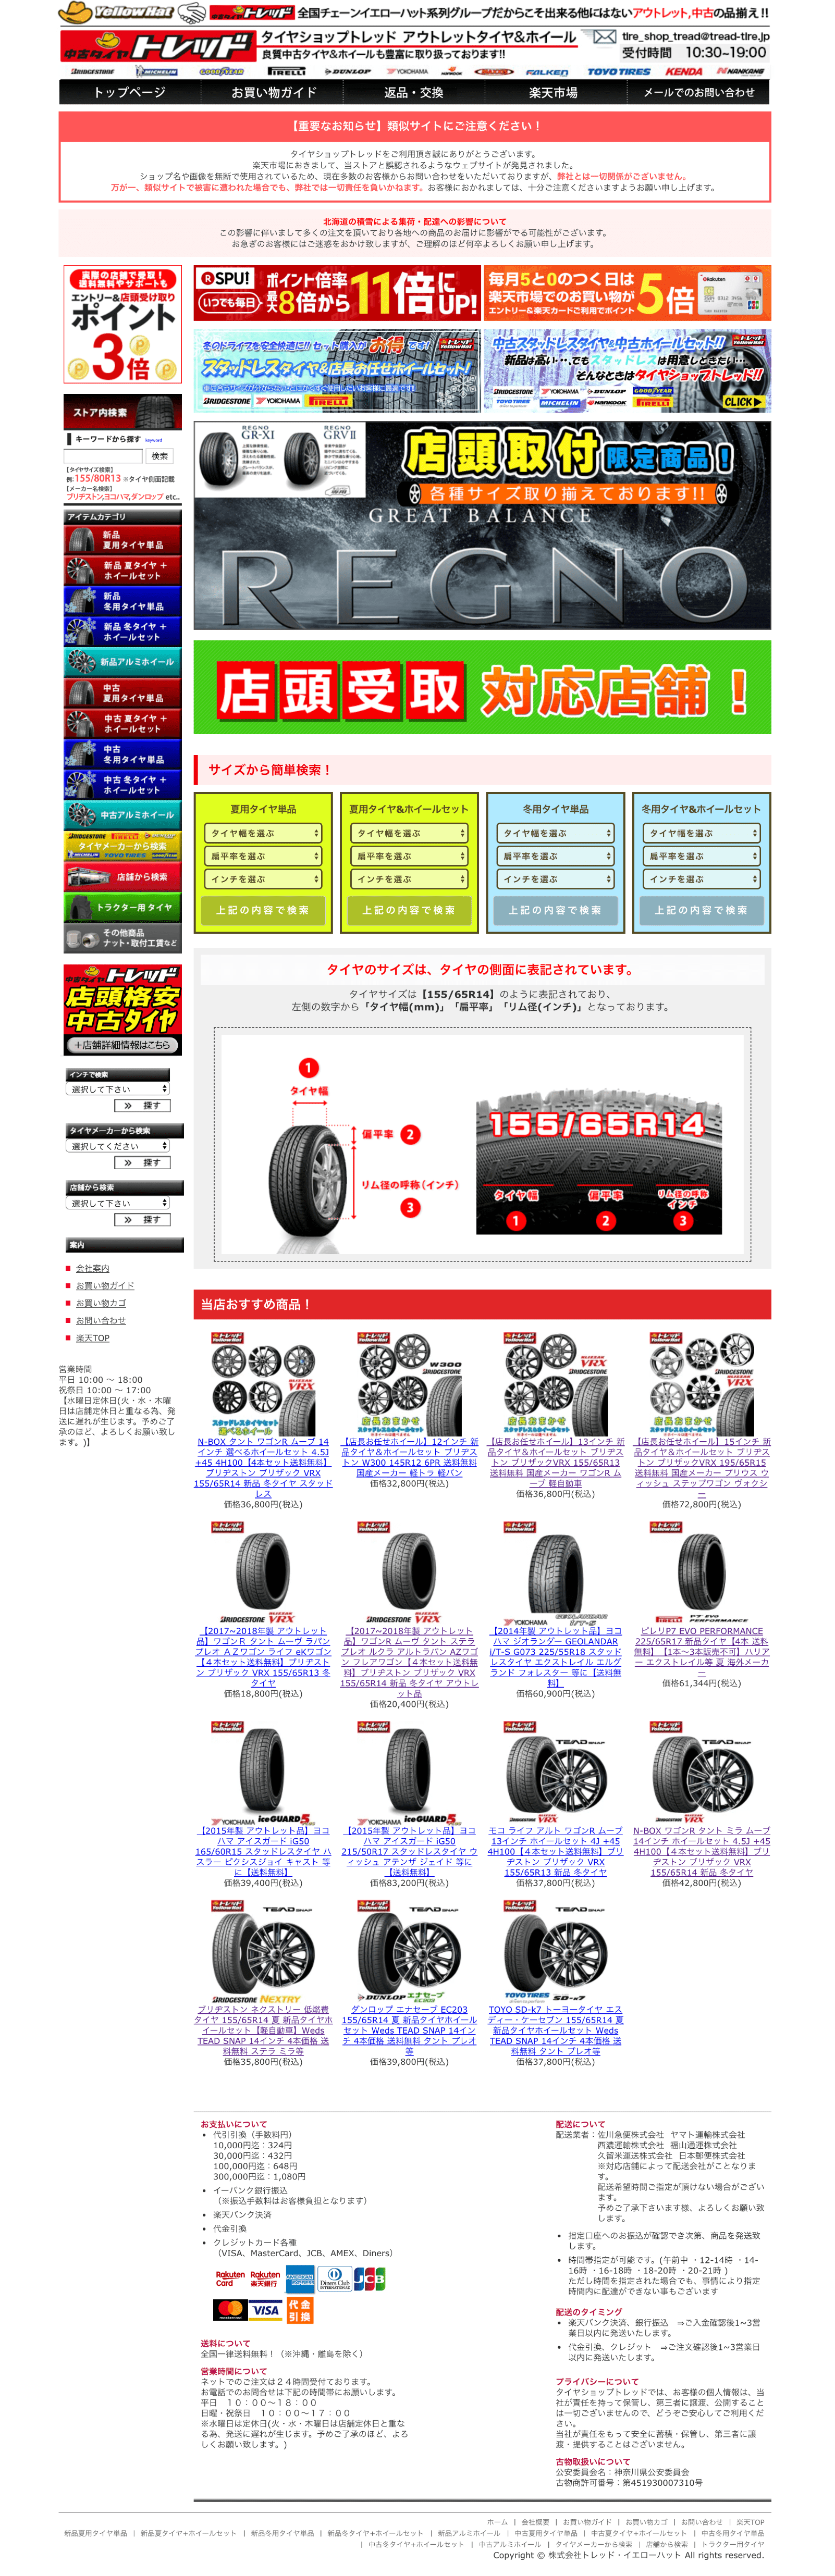 YellowHat トレッド 全国チェーンイエローハット系列グループだからこそ出来る他にはないアウトレット,中古の品揃え!!
中古タイヤ トレッド タイヤショップトレッド アウトレットタイヤ&ホイール
良質中古タイヤ&ホイールも豊富に取り扱っております!!
tire_shop_tread@tread-tire.jp
受付時間 10:30~19:00
BRIDGESTONE MICHELIN GOODYEAR PIRELLI DUNLOP YOKOHAMA HANKOOK MAXXIS FALKEN TOYO TIRES KENDA NANKANG
トップページ お買い物ガイド 返品・交換 楽天市場 メールでのお問い合わせ
【重要なお知らせ】類似サイトにご注意ください!
タイヤショップトレッドをご利用頂き誠にありがとうございます。
楽天市場におきまして、当ストアと誤認されるようなウェブサイトが発見されました。
ショップ名や画像を無断で使用されているため、現在多数のお客様からお問い合わせをいただいておりますが、弊社とは一切関係がございません。
万が一、類似サイトで被害に遭われた場合でも、弊社では一切責任を負いかねます。お客様におかれましては、十分ご注意くださいますようお願い申し上げます。
北海道の積雪による集荷・配達への影響について
この影響に伴いまして多くの注文を頂いており各地への商品のお届けに影響がでる可能性がございます。
お急ぎのお客様にはご迷惑をおかけ致しますが、ご理解のほど何卒よろしくお願い申し上げます。
実際の店舗で受取!
送料無料やサポートも
エントリー&店舗受け取り
ポイント
3倍
R SPU! ポイント倍率
いつでも毎日 最大8倍から11倍にUP!
毎月5と0のつく日は
楽天市場でのお買い物が
エントリー&楽天カードご利用でポイント
5倍
冬のドライブを安全快適に!! セット購入がお得です!
スタッドレスタイヤ&店長お任せホイールセット!
BRIDGESTONE YOKOHAMA PIRELLI
中古スタッドレスタイヤ&中古ホイールセット!!
新品は高い・・・でもスタッドレスは用意しときたい…
そんなときはタイヤショップトレッド!!
BRIDGESTONE YOKOHAMA DUNLOP GOODYEAR
TOYO TIRES MICHELIN HANKOOK PIRELLI
CLICK▶
REGNO GR-XI
REGNO GRVII
店頭取付限定商品!
各種サイズ取り揃えております!!
GREAT BALANCE
REGNO
店頭受取 対応店舗!
ストア内検索
キーワードから探す keyword
検索
【タイヤサイズ検索】
例:155/80R13 ※タイヤ側面記載
【メーカー名検索】
ブリヂストン,ヨコハマ,ダンロップ etc..
アイテムカテゴリ
新品
夏用タイヤ単品
新品 夏タイヤ +
ホイールセット
新品
冬用タイヤ単品
新品 冬タイヤ +
ホイールセット
新品アルミホイール
中古
夏用タイヤ単品
中古 夏タイヤ +
ホイールセット
中古
冬用タイヤ単品
中古 冬タイヤ +
ホイールセット
中古アルミホイール
BRIDGESTONE PIRELLI DUNLOP
タイヤメーカーから検索
MICHELIN TOYO TIRES GOODYEAR
店舗から検索
トラクター用 タイヤ
その他商品
ナット・取付工賃など
中古タイヤ トレッド
店頭格安
中古タイヤ
+店舗詳細情報はこちら
インチで検索
選択して下さい
≫ 探す
タイヤメーカーから検索
選択してください
≫ 探す
店舗から検索
選択して下さい
≫ 探す
案内
会社案内
お買い物ガイド
お買い物カゴ
お問い合わせ
楽天TOP
営業時間
平日 10:00 ～ 18:00
祝祭日 10:00 ～ 17:00
【水曜日定休日(火・水・木曜
日は店舗定休日と重なる為、発
送に遅れが生じます。予めご了
承のほど、よろしくお願い致し
ます。)】
サイズから簡単検索!
夏用タイヤ単品 夏用タイヤ&ホイールセット 冬用タイヤ単品 冬用タイヤ&ホイールセット
タイヤ幅を選ぶ タイヤ幅を選ぶ タイヤ幅を選ぶ タイヤ幅を選ぶ
扁平率を選ぶ 扁平率を選ぶ 扁平率を選ぶ 扁平率を選ぶ
インチを選ぶ インチを選ぶ インチを選ぶ インチを選ぶ
上記の内容で検索 上記の内容で検索 上記の内容で検索 上記の内容で検索
タイヤのサイズは、タイヤの側面に表記されています。
タイヤサイズは【155/65R14】のように表記されており、
左側の数字から「タイヤ幅(mm)」「扁平率」「リム径(インチ)」となっております。
1
タイヤ幅
偏平率 2
リム径の呼称(インチ)
3
155/65R14
155/65R14
タイヤ幅 偏平率 リム径の呼称
インチ
1 2 3
当店おすすめ商品!
N-BOX タント ワゴンR ムーブ 14
インチ 選べるホイールセット 4.5J
+45 4H100【4本セット送料無料】
ブリヂストン ブリザック VRX
155/65R14 新品 冬タイヤ スタッド
レス
価格36,800円(税込)
【店長お任せホイール】12インチ 新
品タイヤ&ホイールセット ブリヂス
トン W300 145R12 6PR 送料無料
国産メーカー 軽トラ 軽バン
価格32,800円(税込)
【店長お任せホイール】13インチ 新
品タイヤ&ホイールセット ブリヂス
トン ブリザックVRX 155/65R13
送料無料 国産メーカー ワゴンR ム
ーブ 軽自動車
価格36,800円(税込)
【店長お任せホイール】15インチ 新
品タイヤ&ホイールセット ブリヂス
トン ブリザックVRX 195/65R15
送料無料 国産メーカー プリウス ウ
ィッシュ ステップワゴン ヴォクシ
ー
価格72,800円(税込)
【2017~2018年製 アウトレット
品】ワゴンR タント ムーヴ ラパン
プレオ AZワゴン ライフ eKワゴン
【４本セット送料無料】ブリヂスト
ン ブリザック VRX 155/65R13 冬
タイヤ
価格18,800円(税込)
【2017~2018年製 アウトレット
品】ワゴンR ムーヴ タント ステラ
プレオ ルクラ アルトラパン AZワゴ
ン フレアワゴン【４本セット送料無
料】ブリヂストン ブリザック VRX
155/65R14 新品 冬タイヤ アウトレ
ット品
価格20,400円(税込)
【2014年製 アウトレット品】ヨコ
ハマ ジオランダー GEOLANDAR
i/T-S G073 225/55R18 スタッド
レスタイヤ エクストレイル エルグ
ランド フォレスター 等に【送料無
料】
価格60,900円(税込)
ピレリP7 EVO PERFORMANCE
225/65R17 新品タイヤ【4本 送料
無料】【1本～3本販売不可】ハリア
ー エクストレイル等 夏 海外メーカ
ー
価格61,344円(税込)
【2015年製 アウトレット品】ヨコ
ハマ アイスガード iG50
165/60R15 スタッドレスタイヤ ハ
スラー ピクシスジョイ キャスト 等
に【送料無料】
価格39,400円(税込)
【2015年製 アウトレット品】ヨコ
ハマ アイスガード iG50
215/50R17 スタッドレスタイヤ ウ
ィッシュ アテンザ ジェイド 等に
【送料無料】
価格83,200円(税込)
モコ ライフ アルト ワゴンR ムーブ
13インチ ホイールセット 4J +45
4H100【４本セット送料無料】ブリ
ヂストン ブリザック VRX
155/65R13 新品 冬タイヤ
価格37,800円(税込)
N-BOX ワゴンR タント ミラ ムーブ
14インチ ホイールセット 4.5J +45
4H100【４本セット送料無料】ブリ
ヂストン ブリザック VRX
155/65R14 新品 冬タイヤ
価格42,800円(税込)
ブリヂストン ネクストリー 低燃費
タイヤ 155/65R14 夏 新品タイヤホ
イールセット【軽自動車】Weds
TEAD SNAP 14インチ 4本価格 送
料無料 ステラ ミラ等
価格35,800円(税込)
ダンロップ エナセーブ EC203
155/65R14 夏 新品タイヤホイール
セット Weds TEAD SNAP 14イン
チ 4本価格 送料無料 タント プレオ
等
価格39,800円(税込)
TOYO SD-k7 トーヨータイヤ エス
ディー・ケーセブン 155/65R14 夏
新品タイヤホイールセット Weds
TEAD SNAP 14インチ 4本価格 送
料無料 タント プレオ等
価格37,800円(税込)
お支払いについて
代引引換（手数料円）
10,000円迄：324円
30,000円迄：432円
100,000円迄：648円
300,000円迄：1,080円
イーバンク銀行振込
（※振込手数料はお客様負担となります）
楽天バンク決済
代金引換
クレジットカード各種
（VISA、MasterCard、JCB、AMEX、Diners）
Rakuten Card Rakuten 楽天銀行 AMERICAN EXPRESS Diners Club INTERNATIONAL JCB
MasterCard VISA 代金引換
送料について
全国一律送料無料！（※沖縄・離島を除く）
営業時間について
ネットでのご注文は２４時間受付ております。
お電話でのお問合せは下記の時間帯にお願いします。
平日　１０：００～１８：００
日曜・祝祭日　１０：００～１７：００
※水曜日は定休日(火・水・木曜日は店舗定休日と重な
る為、発送に遅れが生じます。予めご了承のほど、よろ
しくお願い致します。)
配送について
配送業者：佐川急便株式会社 ヤマト運輸株式会社
西濃運輸株式会社 福山通運株式会社
久留米運送株式会社 日本郵便株式会社
※対応店舗によって配送会社がことなりま
す。
配送希望時間ご指定が頂けない場合がござい
ます。
予めご了承下さいます様、よろしくお願い致
します。
指定口座へのお振込が確認でき次第、商品を発送致
します。
時間帯指定が可能です。(午前中 ・12-14時 ・14-
16時 ・16-18時 ・18-20時 ・20-21時 )
ただし時間を指定された場合でも、事情により指定
時間内に配達ができない事もございます
配送のタイミング
楽天バンク決済、銀行振込　⇒ご入金確認後1~3営
業日以内に発送いたします。
代金引換、クレジット　⇒ご注文確認後1~3営業日
以内に発送いたします。
プライバシーについて
タイヤショップトレッドでは、お客様の個人情報は、当
社が責任を持って保管し、第三者に譲渡、公開すること
は一切ございませんので、どうぞご安心してご利用くだ
さい。
当社が責任をもって安全に蓄積・保管し、第三者に譲
渡・提供することはございません。
古物取扱いについて
公安委員会名：神奈川県公安委員会
古物商許可番号：第451930007310号
ホーム | 会社概要 | お買い物ガイド | お買い物カゴ | お問い合わせ | 楽天TOP
新品夏用タイヤ単品 | 新品夏タイヤ+ホイールセット | 新品冬用タイヤ単品 | 新品冬タイヤ+ホイールセット | 新品アルミホイール | 中古夏用タイヤ単品 | 中古夏タイヤ+ホイールセット | 中古冬用タイヤ単品
| 中古冬タイヤ+ホイールセット | 中古アルミホイール | タイヤメーカーから検索 | 店舗から検索 | トラクター用タイヤ
Copyright © 株式会社トレッド・イエローハット All rights reserved.